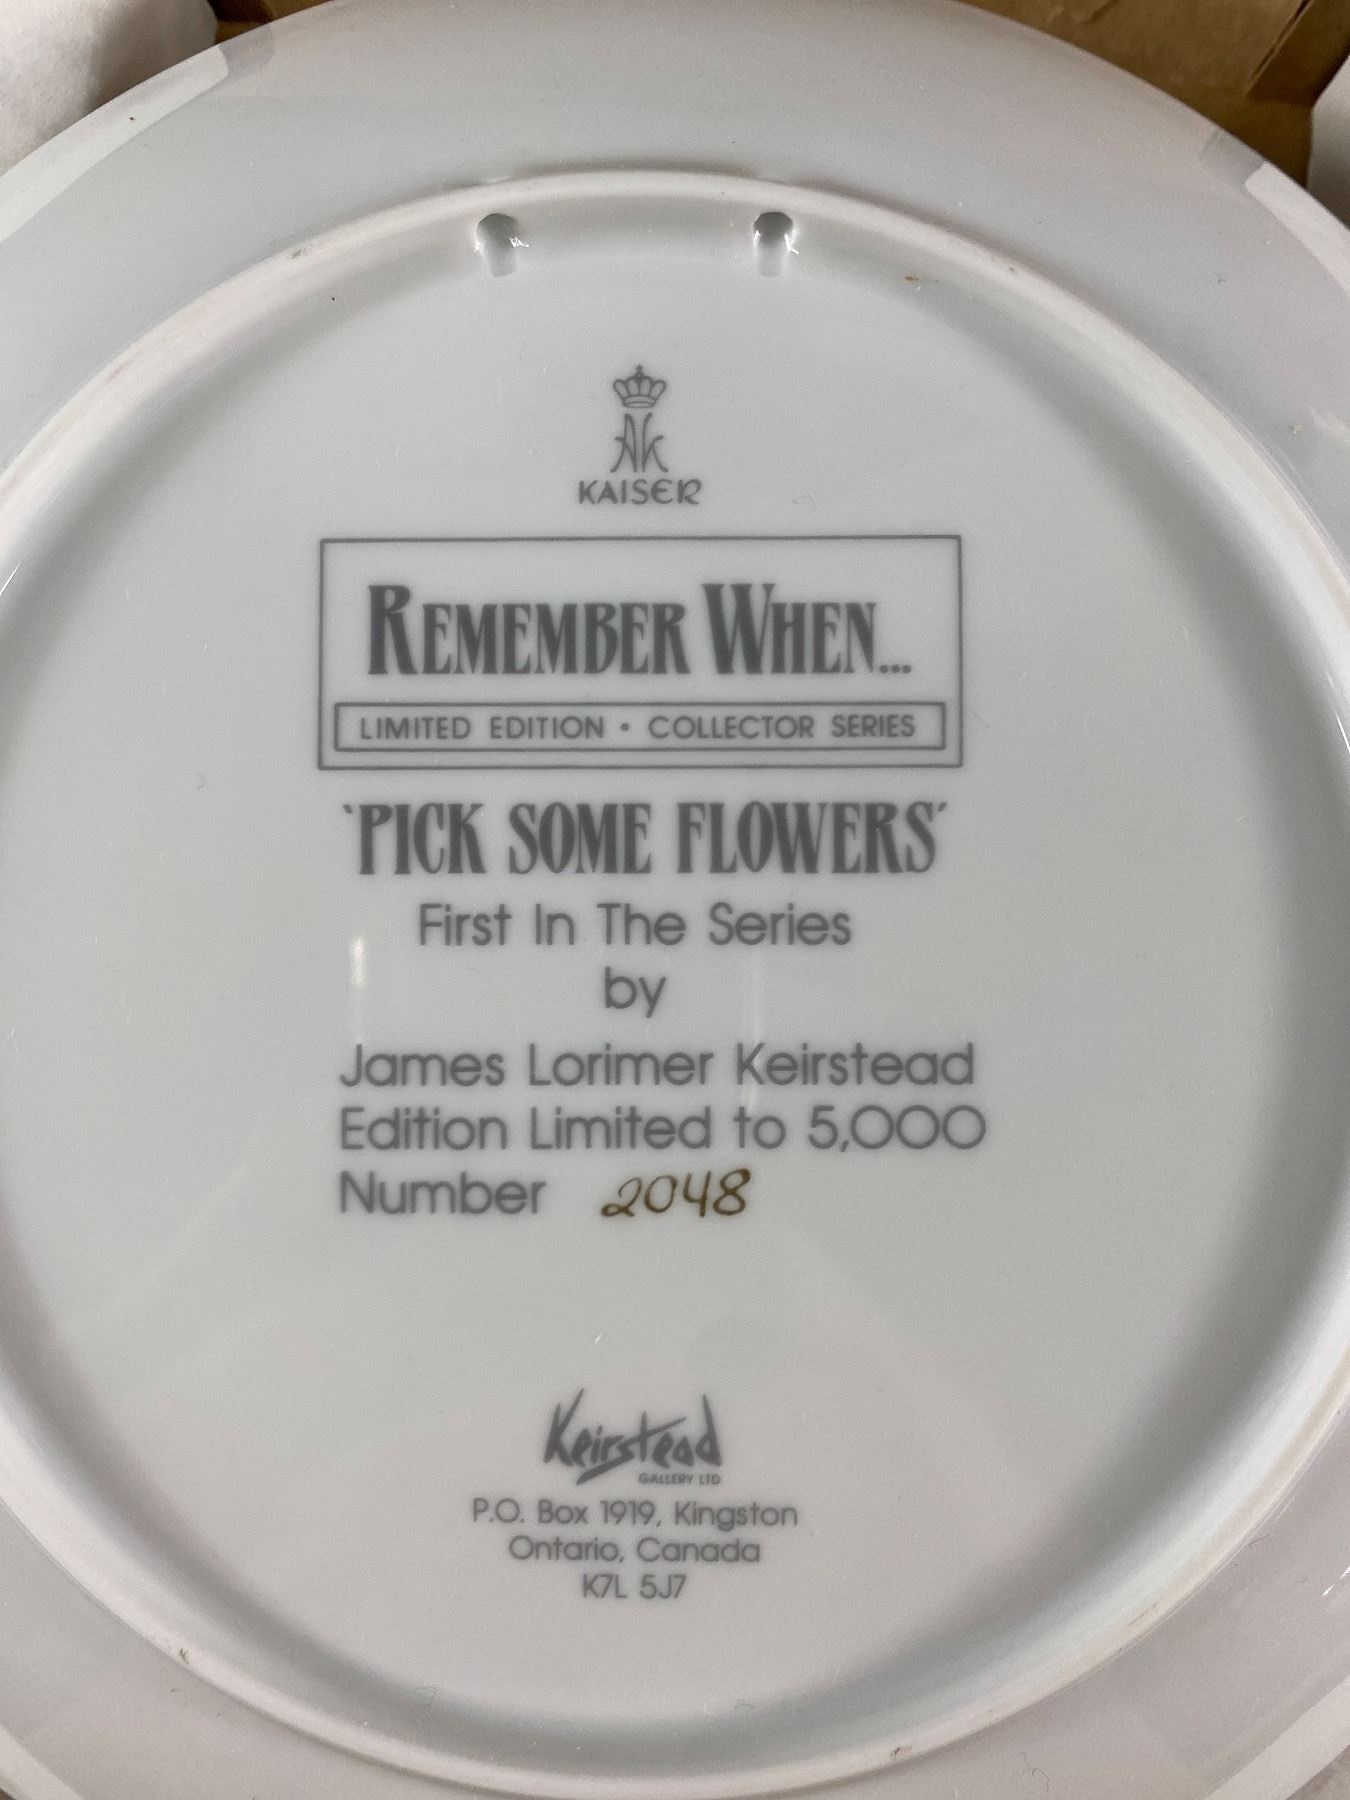 AK
KAISER
REMEMBER WHEN...
LIMITED EDITION • COLLECTOR SERIES
‵PICK SOME FLOWERS′
First In The Series
by
James Lorimer Keirstead
Edition Limited to 5,000
Number 2048
Keirstead
GALLERY LTD
P.O. Box 1919, Kingston
Ontario, Canada
K7L 5J7